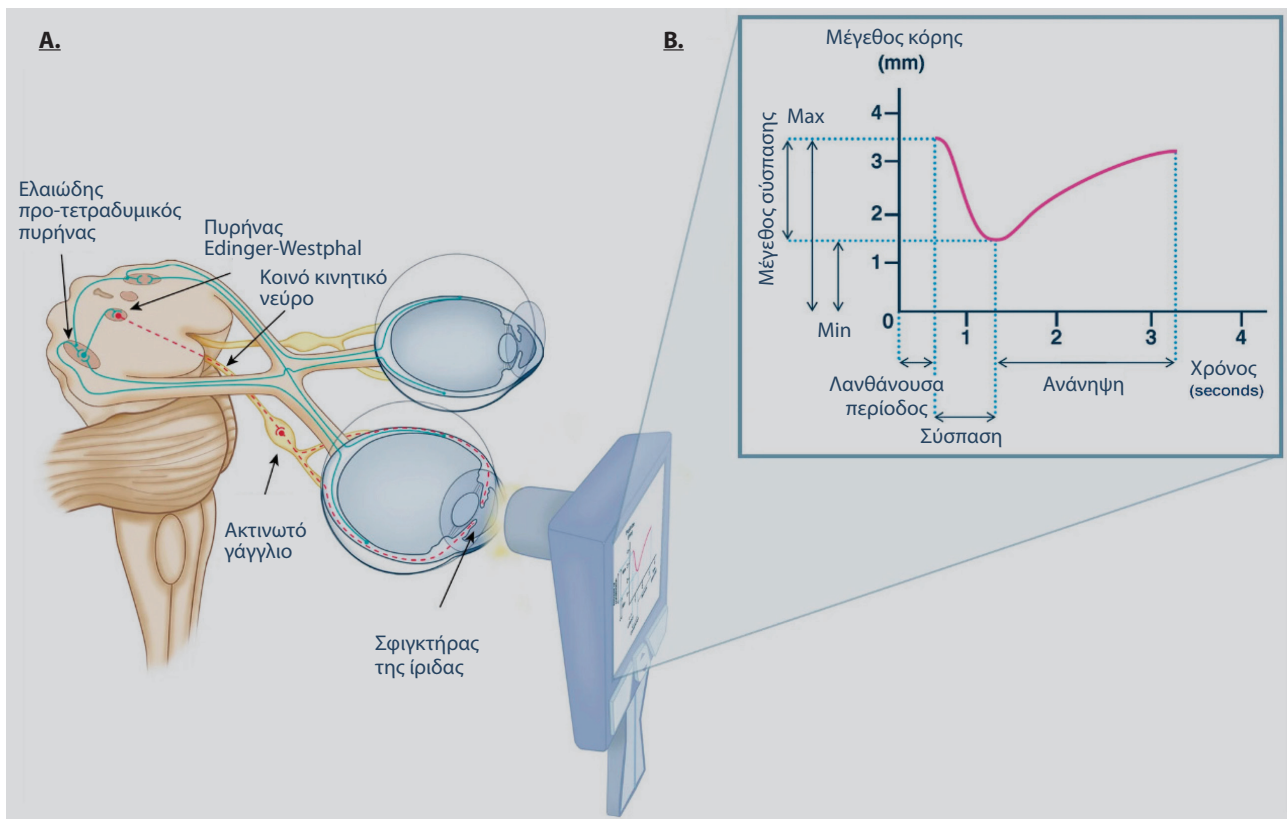 A.
Ελαιώδης
προ-τετραδυμικός
πυρήνας
Πυρήνας
Edinger-Westphal
Κοινό κινητικό
νεύρο
Ακτινωτό
γάγγλιο
Σφιγκτήρας
της ίριδας
B.
Μέγεθος κόρης
(mm)
Μέγεθος σύσπασης
Max
Min
4
3
2
1
0
1
2
3
4
Λανθάνουσα
περίοδος
Σύσπαση
Ανάνηψη
Χρόνος
(seconds)